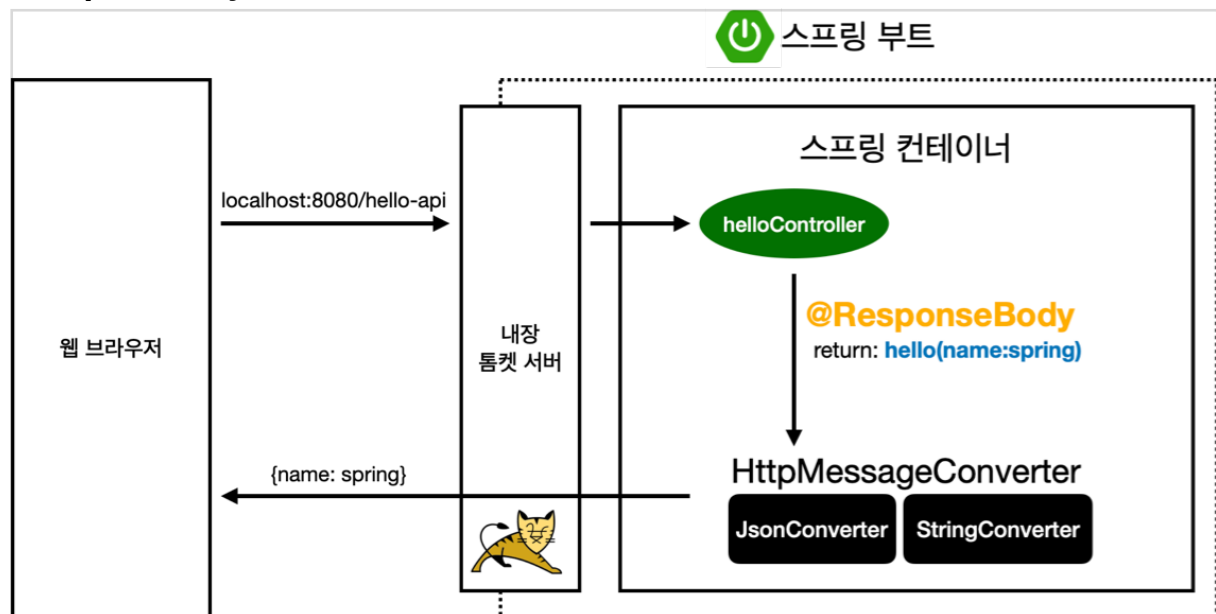 스프링 부트
스프링 컨테이너
localhost:8080/hello-api
helloController
@ResponseBody
return: hello(name:spring)
웹 브라우저
내장
톰켓 서버
{name: spring}
HttpMessageConverter
JsonConverter
StringConverter